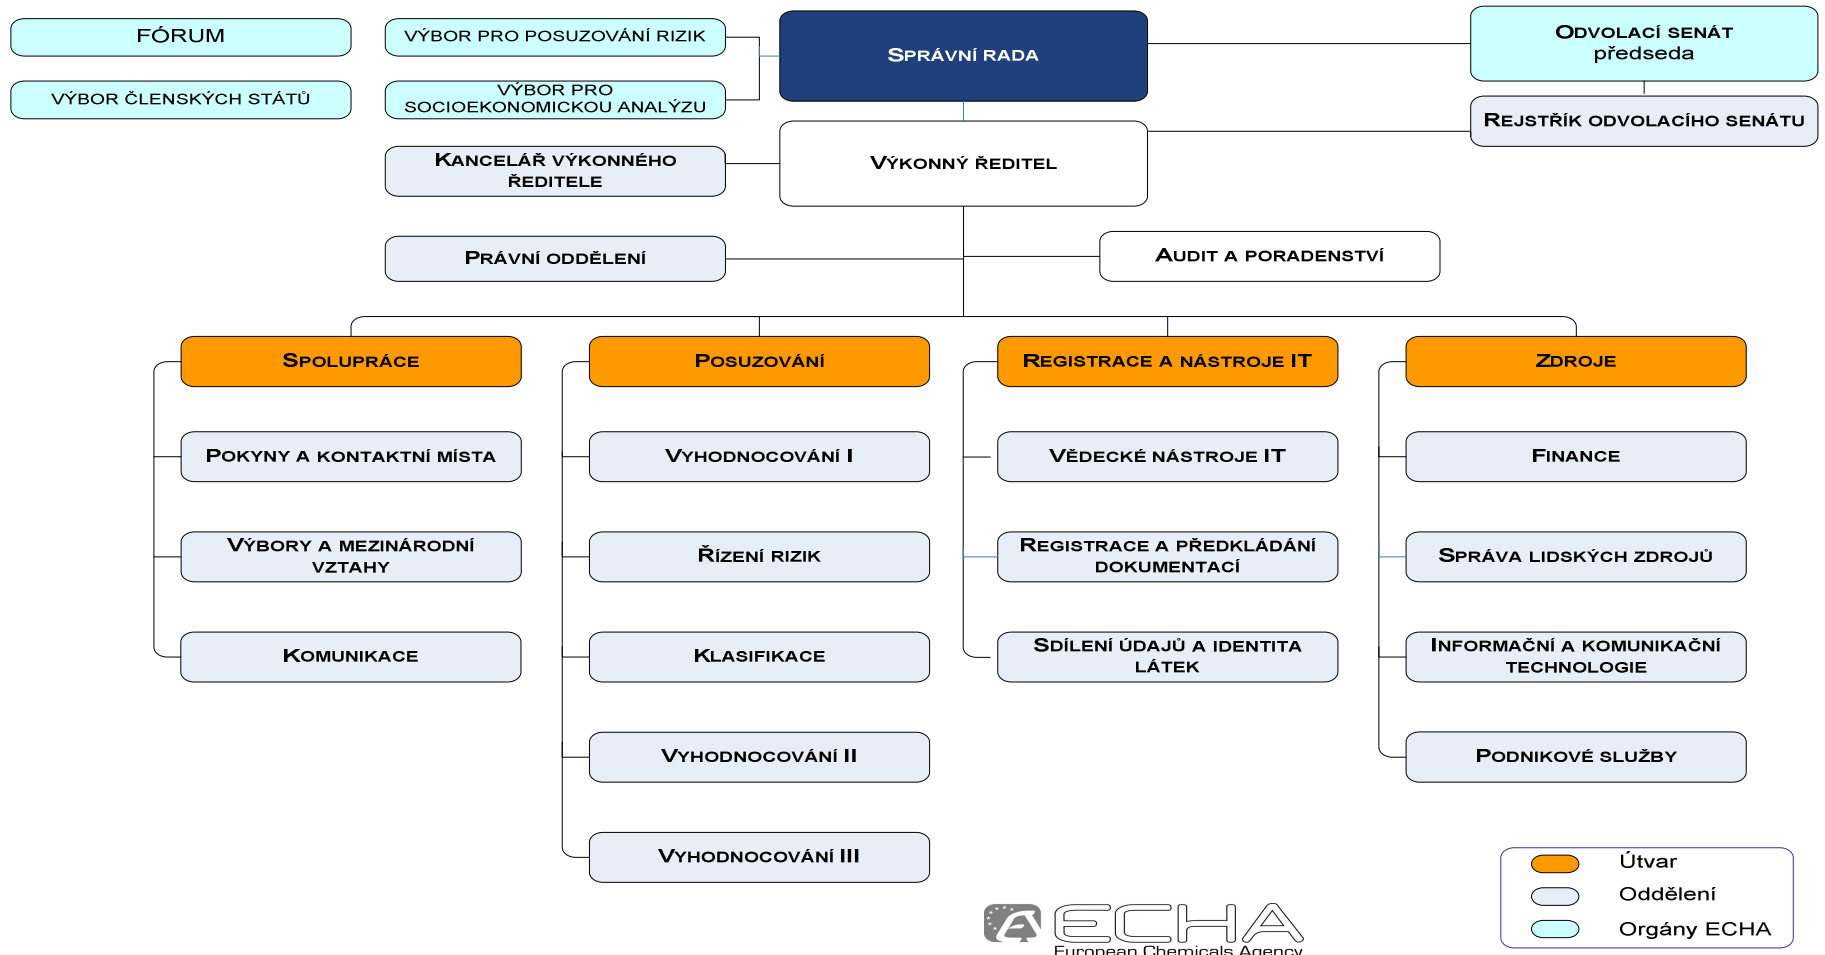 FÓRUM
VÝBOR ČLENSKÝCH STÁTŮ
VÝBOR PRO POSUZOVÁNÍ RIZIK
VÝBOR PRO
SOCIOEKONOMICKOU ANALÝZU
SPRÁVNÍ RADA
ODVOLACÍ SENÁT
předseda
REJSTŘÍK ODVOLACÍHO SENÁTU
KANCELÁŘ VÝKONNÉHO
ŘEDITELE
VÝKONNÝ ŘEDITEL
PRÁVNÍ ODDĚLENÍ
AUDIT A PORADENSTVÍ
SPOLUPRÁCE
POKYNY A KONTAKTNÍ MÍSTA
VÝBORY A MEZINÁRODNÍ
VZTAHY
KOMUNIKACE
POSUZOVÁNÍ
VYHODNOCOVÁNÍ I
ŘÍZENÍ RIZIK
KLASIFIKACE
VYHODNOCOVÁNÍ II
VYHODNOCOVÁNÍ III
REGISTRACE A NÁSTROJE IT
VĚDECKÉ NÁSTROJE IT
REGISTRACE A PŘEDKLÁDÁNÍ
DOKUMENTACÍ
SDÍLENÍ ÚDAJŮ A IDENTITA
LÁTEK
ZDROJE
FINANCE
SPRÁVA LIDSKÝCH ZDROJŮ
INFORMAČNÍ A KOMUNIKAČNÍ
TECHNOLOGIE
PODNIKOVÉ SLUŽBY
Útvar
Oddělení
Orgány ECHA
ECHA
European Chemicals Agency